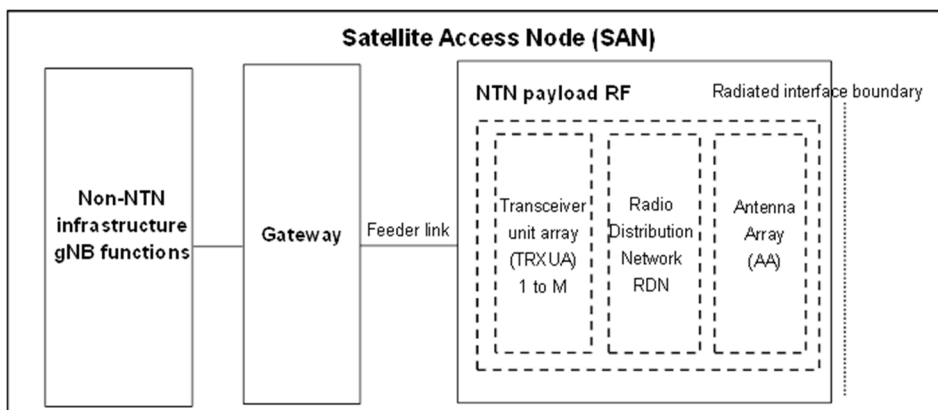 Satellite Access Node (SAN)
Non-NTN
infrastructure
gNB functions
Gateway
Feeder link
NTN payload RF
Radiated interface boundary
Transceiver
unit array
(TRXUA)
1 to M
Radio
Distribution
Network
RDN
Antenna
Array
(AA)